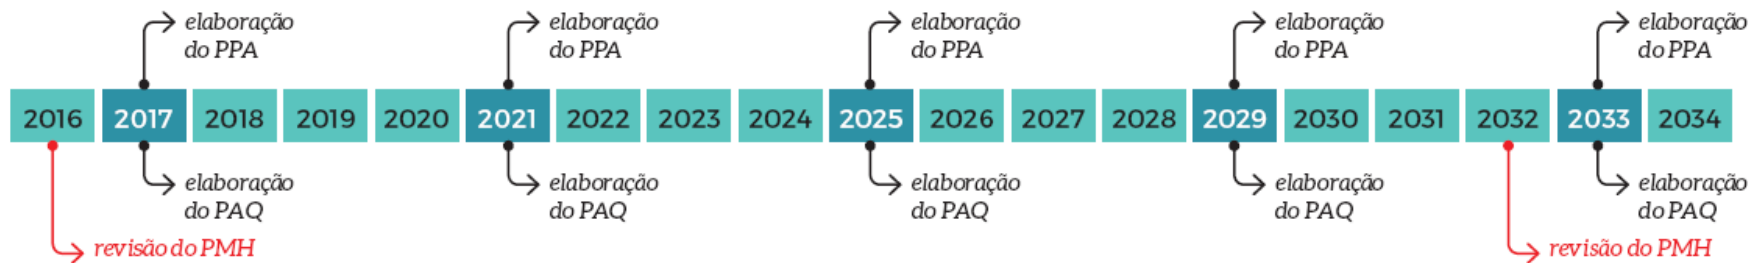 elaboração
do PPA
elaboração
do PPA
elaboração
do PPA
elaboração
do PPA
elaboração
do PPA
2016 2017 2018 2019 2020 2021 2022 2023 2024 2025 2026 2027 2028 2029 2030 2031 2032 2033 2034
elaboração
do PAQ
elaboração
do PAQ
elaboração
do PAQ
elaboração
do PAQ
elaboração
do PAQ
revisão do PMH
revisão do PMH